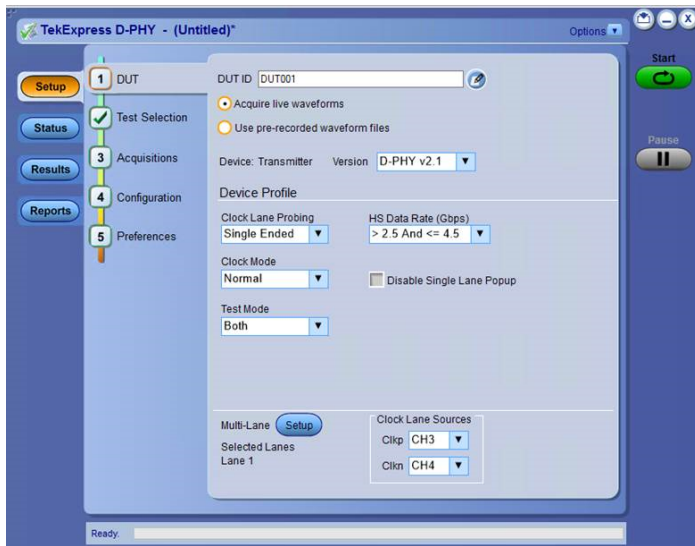 TekExpress D-PHY - (Untitled)*
Options
Start
Pause
Setup
Status
Results
Reports
1 DUT
Test Selection
3 Acquisitions
4 Configuration
5 Preferences
DUT ID DUT001
Acquire live waveforms
Use pre-recorded waveform files
Device: Transmitter Version D-PHY v2.1
Device Profile
Clock Lane Probing HS Data Rate (Gbps)
Single Ended > 2.5 And <= 4.5
Clock Mode
Normal Disable Single Lane Popup
Test Mode
Both
Multi-Lane Setup
Selected Lanes
Lane 1
Clock Lane Sources
Clkp CH3
Clkn CH4
Ready.